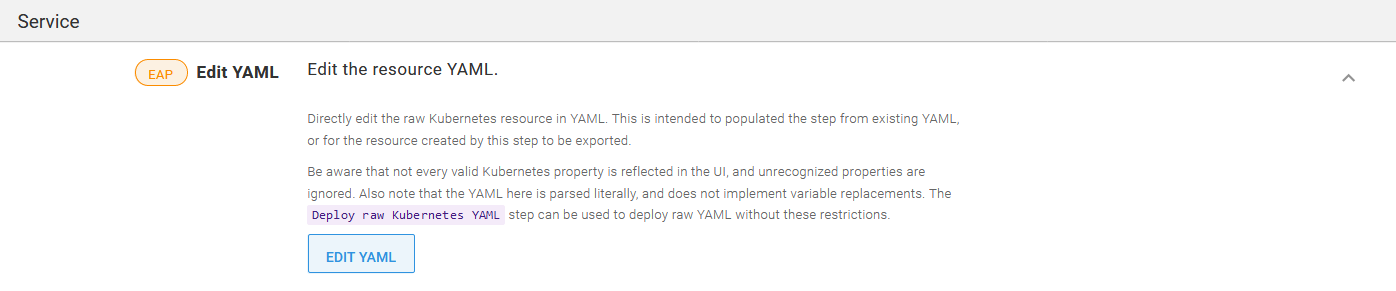 Service
EAP Edit YAML Edit the resource YAML.
Directly edit the raw Kubernetes resource in YAML. This is intended to populated the step from existing YAML,
or for the resource created by this step to be exported.
Be aware that not every valid Kubernetes property is reflected in the UI, and unrecognized properties are
ignored. Also note that the YAML here is parsed literally, and does not implement variable replacements. The
Deploy raw Kubernetes YAML step can be used to deploy raw YAML without these restrictions.
EDIT YAML